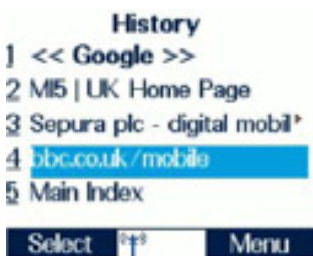 History
1 << Google >>
2 MI5 | UK Home Page
3 Sepura plc - digital mobil
4 bbc.co.uk/mobile
5 Main Index
Select Menu